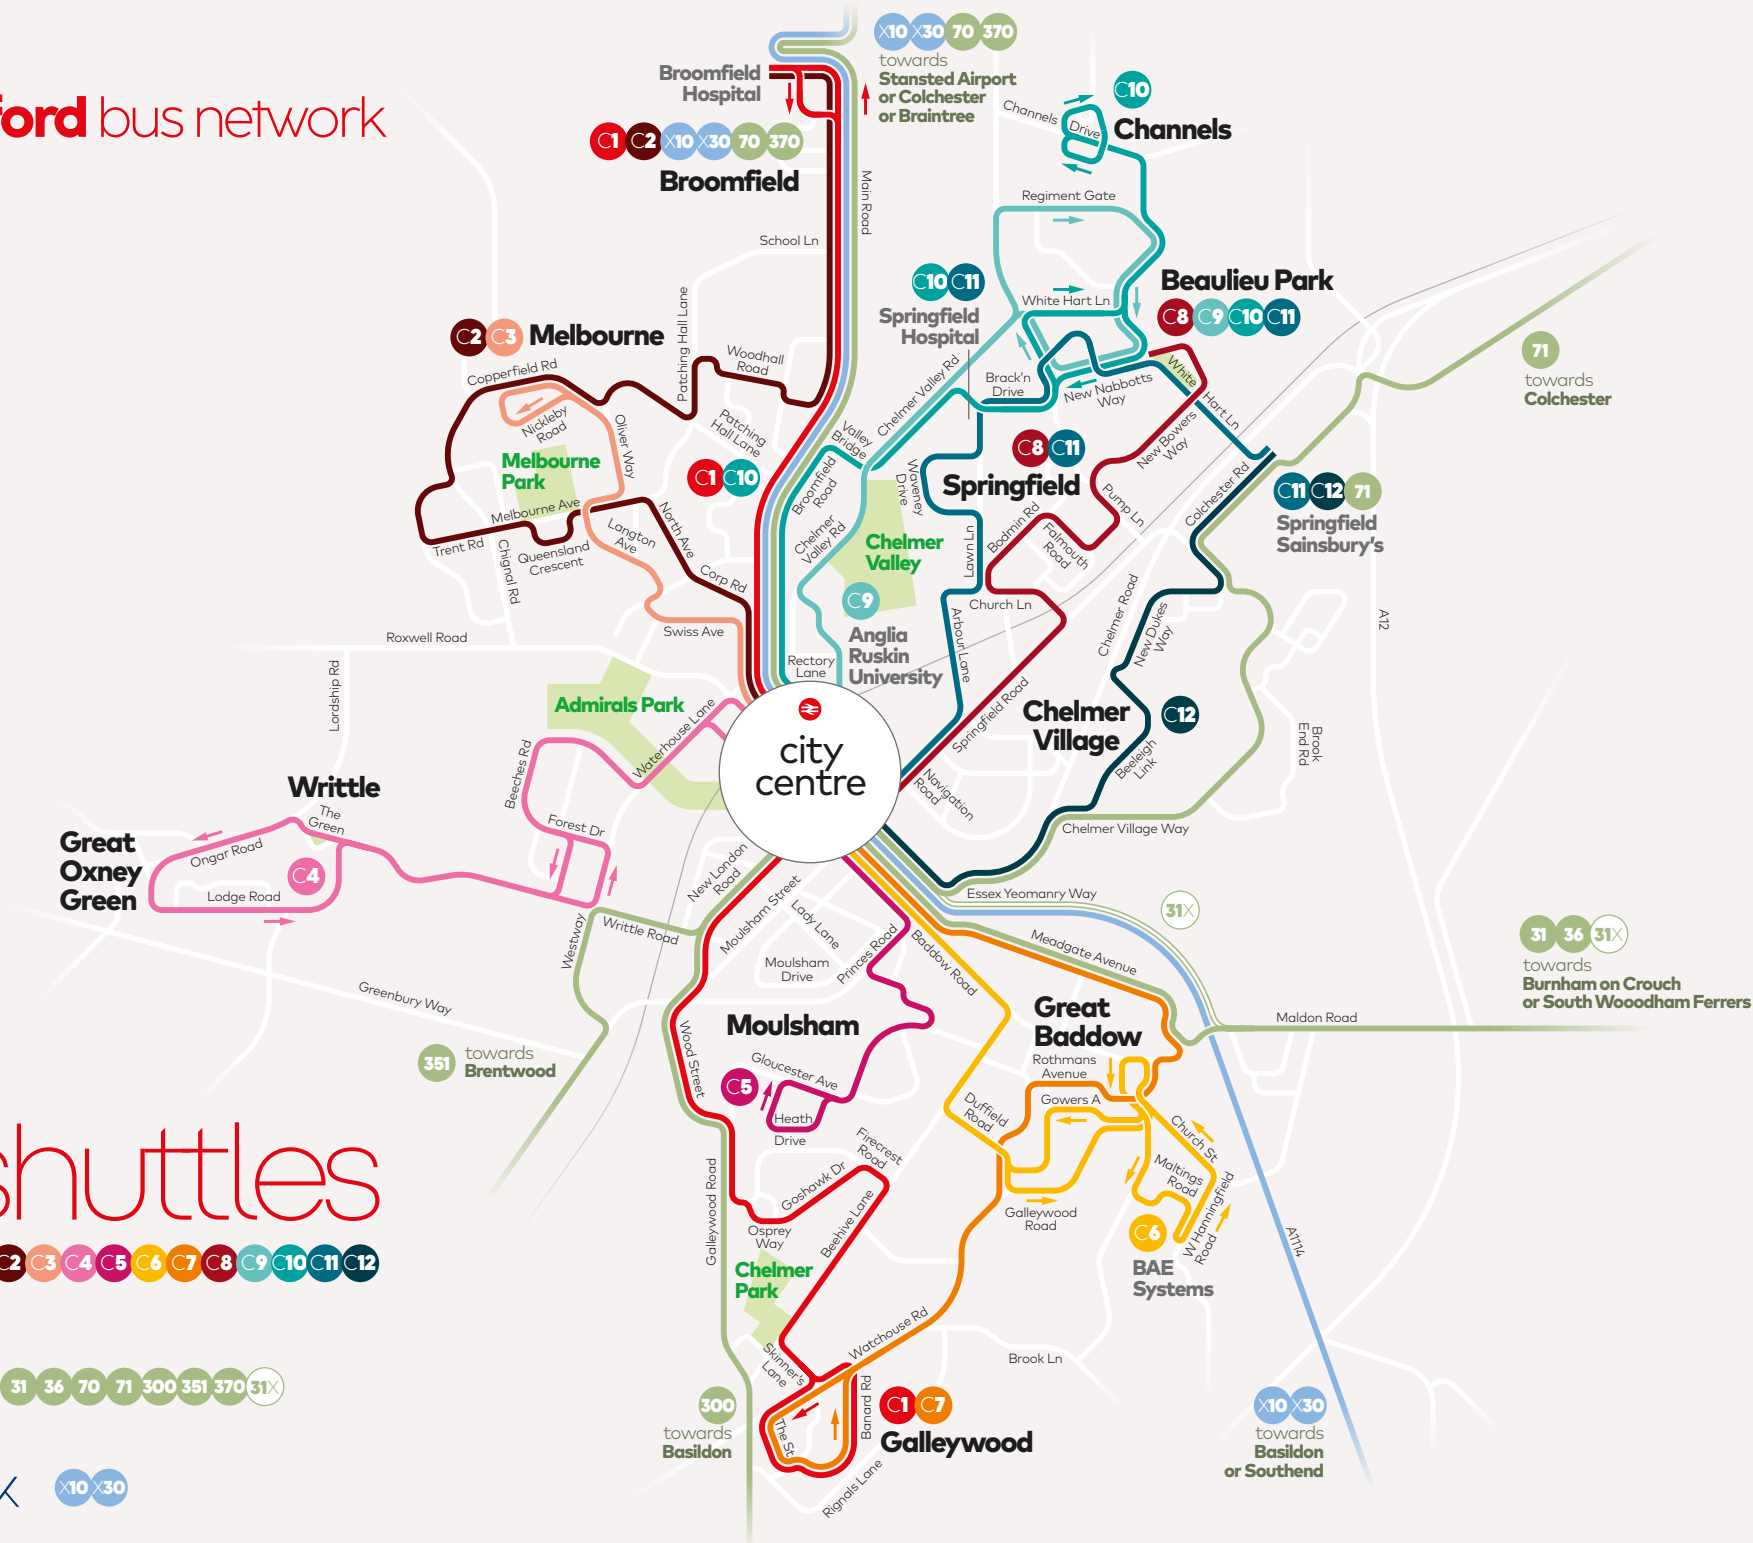 ford bus network
X10 X30 70 370
towards
Stansted Airport
or Colchester
or Braintree
Broomfield
Hospital
C1 C2 X10 X30 70 370
Broomfield
Main Road
School Ln
C10
Channels
Channels
Drive
Regiment Gate
White Hart Ln
C10 C11
Springfield
Hospital
Beaulieu Park
C8 C9 C10 C11
C2 C3 Melbourne
Copperfield Rd
Nickleby
Road
Oliver Way
Patching Hall Lane
Woodhall
Road
Patching
Hall Lane
Melbourne
Park
Melbourne Ave
Trent Rd
Queensland
Crescent
Chignal Rd
Langton
Ave
North Ave
Corp Rd
Swiss Ave
C1 C10
Valley
Bridge
Broomfield
Road
Chelmer Valley Rd
Chelmer
Valley Rd
Brack'n
Drive
New Nabbotts
Way
White
Hart Ln
New Bowers
Way
71
towards
Colchester
C8 C11
Springfield
Waveney
Drive
Pump Ln
Bodmin Rd
Falmouth
Road
Lawn Ln
Church Ln
Arbour Lane
Colchester Rd
C11 C12 71
Springfield
Sainsbury's
Chelmer
Valley
C9
Anglia
Ruskin
University
Rectory
Lane
Chelmer Road
New Dukes
Way
A12
Roxwell Road
Lordship Rd
Admirals Park
Waterhouse Lane
city
centre
Springfield Road
Navigation
Road
Chelmer
Village
C12
Beeleigh
Link
Brook
End Rd
Chelmer Village Way
Writtle
The
Green
Great
Oxney
Green
Ongar Road
C4
Lodge Road
Beeches Rd
Forest Dr
Writtle Road
Westway
New London
Road
Moulsham Street
Lady Lane
Moulsham
Drive
Princes Road
Baddow Road
Essex Yeomanry Way
31X
Meadgate Avenue
31 36 31X
towards
Burnham on Crouch
or South Wooodham Ferrers
Maldon Road
Greenbury Way
351
towards
Brentwood
Moulsham
Wood Street
C5
Gloucester Ave
Heath
Drive
Great
Baddow
Rothmans
Avenue
Gowers A
Duffield
Road
Church St
Maltings
Road
W Hanningfield
Road
Galleywood
Road
C6
BAE
Systems
A1114
shuttles
C2 C3 C4 C5 C6 C7 C8 C9 C10 C11 C12
Galleywood Road
Goshawk Dr
Firecrest
Road
Osprey
Way
Beehive Lane
Chelmer
Park
Skinner's
Lane
Watchouse Rd
Brook Ln
The St
Banard Rd
Rignals Lane
C1 C7
Galleywood
300
towards
Basildon
X10 X30
towards
Basildon
or Southend
31 36 70 71 300 351 370 31X
X10 X30